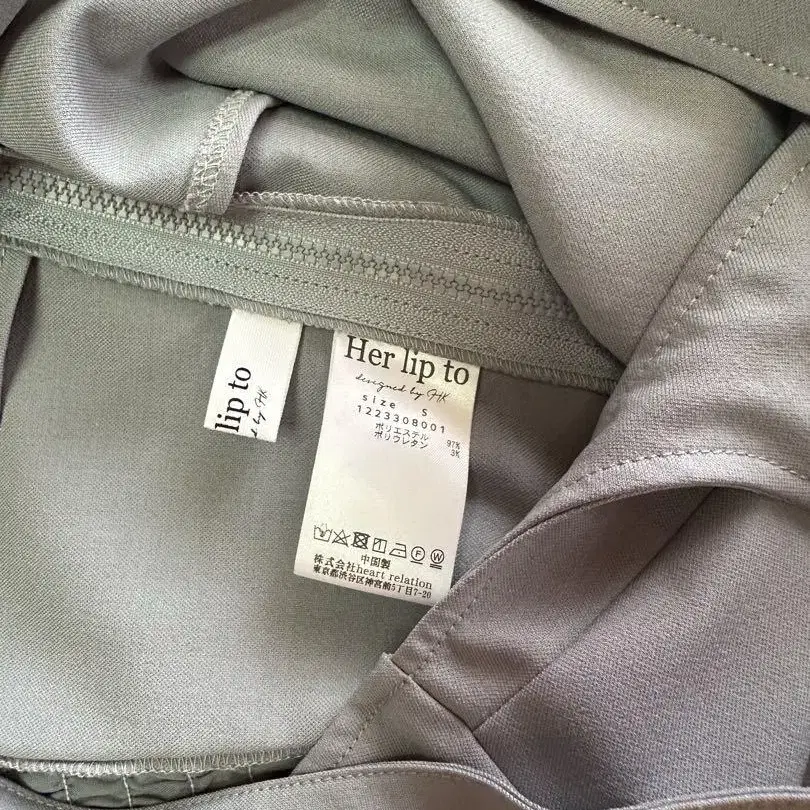 lip to
Her lip to
designed by HK
size S
1223308001
ポリエステル 97%
ポリウレタン 3%
F W
中国製
株式会社heart relation
東京都渋谷区神宮前5丁目7-20